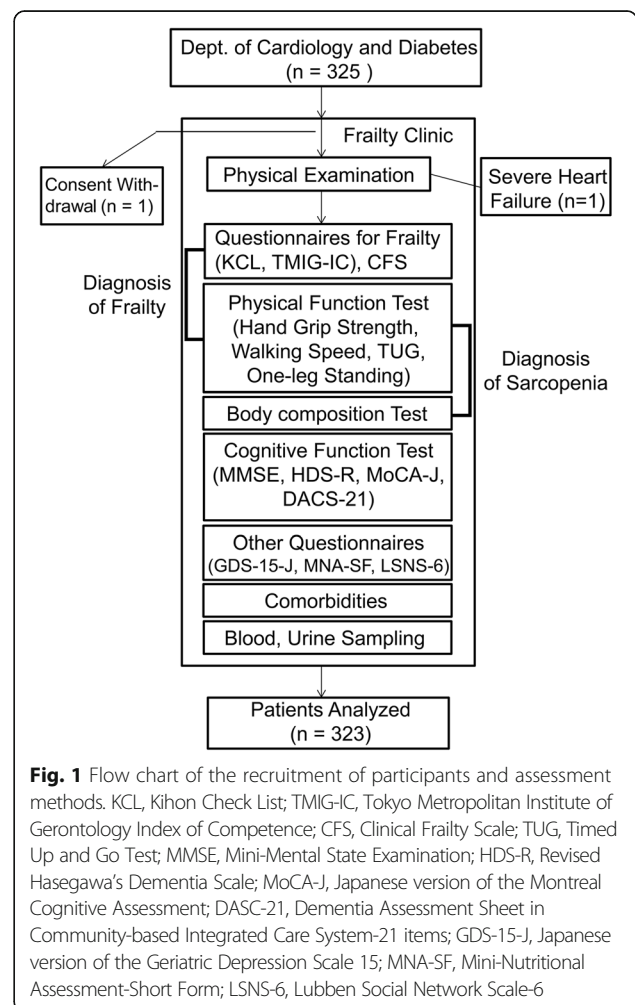 Dept. of Cardiology and Diabetes
(n = 325 )
Frailty Clinic
Consent With-
drawal (n = 1)
Physical Examination
Severe Heart
Failure (n=1)
Questionnaires for Frailty
(KCL, TMIG-IC), CFS
Diagnosis
of Frailty
Physical Function Test
(Hand Grip Strength,
Walking Speed, TUG,
One-leg Standing)
Diagnosis
of Sarcopenia
Body composition Test
Cognitive Function Test
(MMSE, HDS-R, MoCA-J,
DACS-21)
Other Questionnaires
(GDS-15-J, MNA-SF, LSNS-6)
Comorbidities
Blood, Urine Sampling
Patients Analyzed
(n = 323)
Fig. 1 Flow chart of the recruitment of participants and assessment
methods. KCL, Kihon Check List; TMIG-IC, Tokyo Metropolitan Institute of
Gerontology Index of Competence; CFS, Clinical Frailty Scale; TUG, Timed
Up and Go Test; MMSE, Mini-Mental State Examination; HDS-R, Revised
Hasegawa's Dementia Scale; MoCA-J, Japanese version of the Montreal
Cognitive Assessment; DASC-21, Dementia Assessment Sheet in
Community-based Integrated Care System-21 items; GDS-15-J, Japanese
version of the Geriatric Depression Scale 15; MNA-SF, Mini-Nutritional
Assessment-Short Form; LSNS-6, Lubben Social Network Scale-6